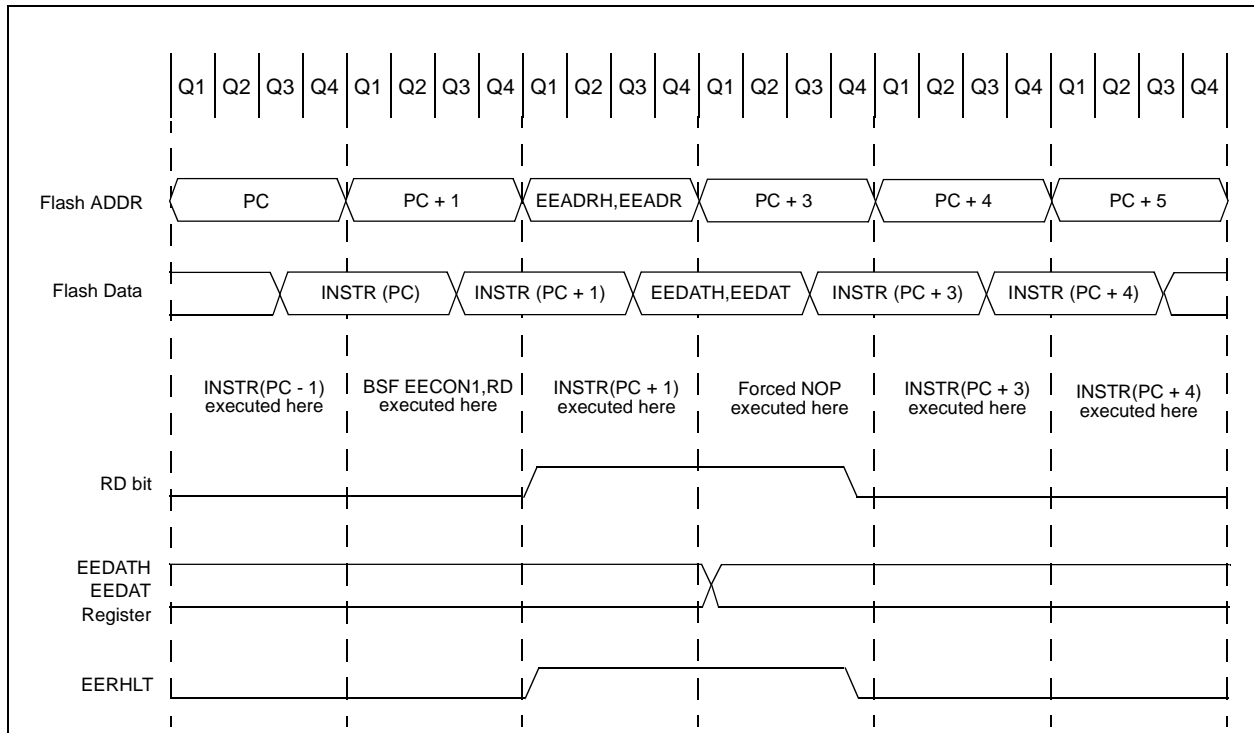 Q1 Q2 Q3 Q4 Q1 Q2 Q3 Q4 Q1 Q2 Q3 Q4 Q1 Q2 Q3 Q4 Q1 Q2 Q3 Q4 Q1 Q2 Q3 Q4
Flash ADDR PC PC + 1 EEADRH,EEADR PC + 3 PC + 4 PC + 5
Flash Data INSTR (PC) INSTR (PC + 1) EEDATH,EEDAT INSTR (PC + 3) INSTR (PC + 4)
INSTR(PC - 1) BSF EECON1,RD INSTR(PC + 1) Forced NOP INSTR(PC + 3) INSTR(PC + 4)
executed here executed here executed here executed here executed here executed here
RD bit
EEDATH
EEDAT
Register
EERHLT